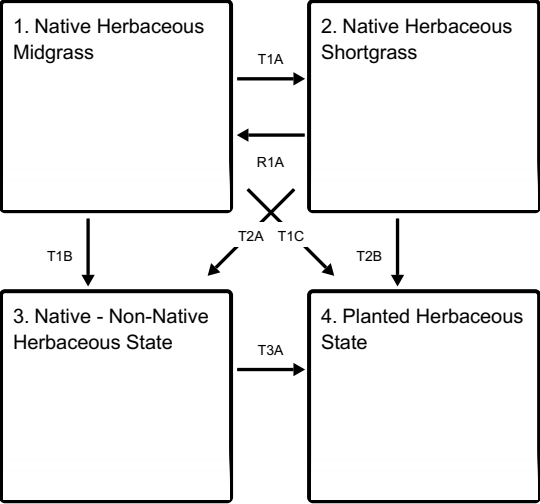 1. Native Herbaceous
Midgrass
2. Native Herbaceous
Shortgrass
T1A
R1A
T2A
T1C
T1B
T2B
3. Native - Non-Native
Herbaceous State
4. Planted Herbaceous
State
T3A